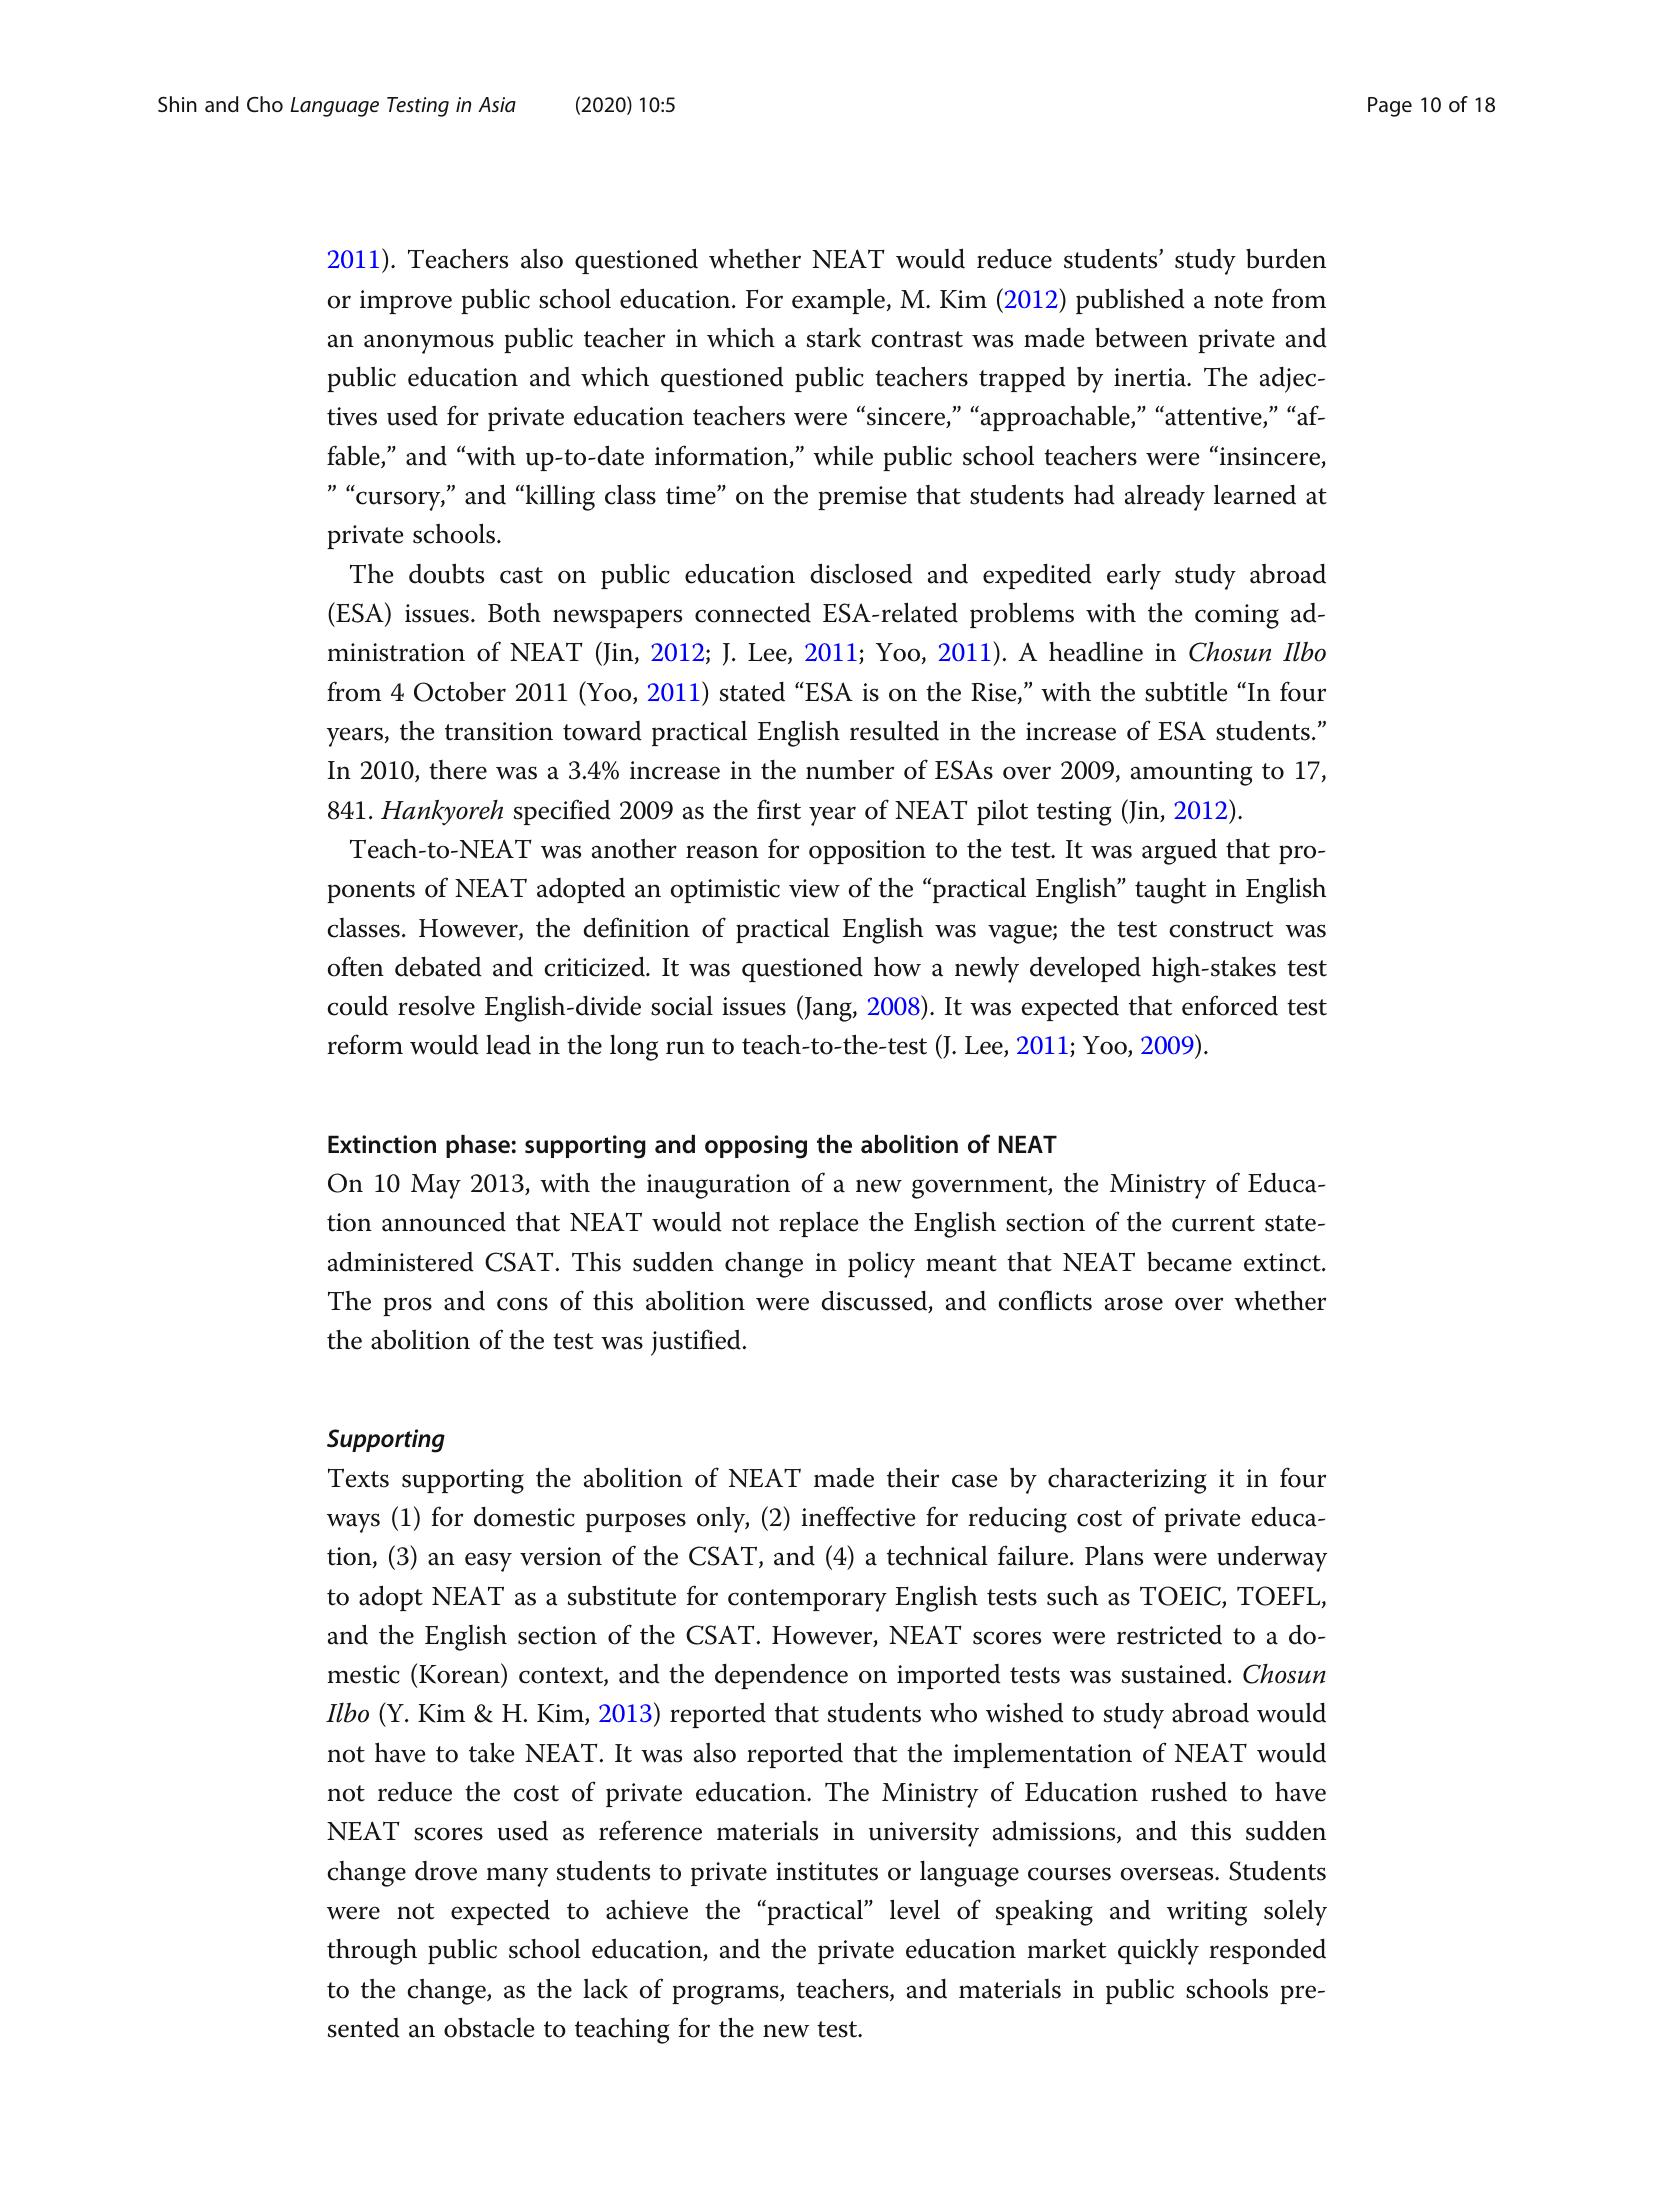 Shin and Cho Language Testing in Asia (2020) 10:5 Page 10 of 18
2011). Teachers also questioned whether NEAT would reduce students’ study burden
or improve public school education. For example, M. Kim (2012) published a note from
an anonymous public teacher in which a stark contrast was made between private and
public education and which questioned public teachers trapped by inertia. The adjec-
tives used for private education teachers were “sincere,” “approachable,” “attentive,” “af-
fable,” and “with up-to-date information,” while public school teachers were “insincere,
” “cursory,” and “killing class time” on the premise that students had already learned at
private schools.
The doubts cast on public education disclosed and expedited early study abroad
(ESA) issues. Both newspapers connected ESA-related problems with the coming ad-
ministration of NEAT (Jin, 2012; J. Lee, 2011; Yoo, 2011). A headline in Chosun Ilbo
from 4 October 2011 (Yoo, 2011) stated “ESA is on the Rise,” with the subtitle “In four
years, the transition toward practical English resulted in the increase of ESA students.”
In 2010, there was a 3.4% increase in the number of ESAs over 2009, amounting to 17,
841. Hankyoreh specified 2009 as the first year of NEAT pilot testing (Jin, 2012).
Teach-to-NEAT was another reason for opposition to the test. It was argued that pro-
ponents of NEAT adopted an optimistic view of the “practical English” taught in English
classes. However, the definition of practical English was vague; the test construct was
often debated and criticized. It was questioned how a newly developed high-stakes test
could resolve English-divide social issues (Jang, 2008). It was expected that enforced test
reform would lead in the long run to teach-to-the-test (J. Lee, 2011; Yoo, 2009).
Extinction phase: supporting and opposing the abolition of NEAT
On 10 May 2013, with the inauguration of a new government, the Ministry of Educa-
tion announced that NEAT would not replace the English section of the current state-
administered CSAT. This sudden change in policy meant that NEAT became extinct.
The pros and cons of this abolition were discussed, and conflicts arose over whether
the abolition of the test was justified.
Supporting
Texts supporting the abolition of NEAT made their case by characterizing it in four
ways (1) for domestic purposes only, (2) ineffective for reducing cost of private educa-
tion, (3) an easy version of the CSAT, and (4) a technical failure. Plans were underway
to adopt NEAT as a substitute for contemporary English tests such as TOEIC, TOEFL,
and the English section of the CSAT. However, NEAT scores were restricted to a do-
mestic (Korean) context, and the dependence on imported tests was sustained. Chosun
Ilbo (Y. Kim & H. Kim, 2013) reported that students who wished to study abroad would
not have to take NEAT. It was also reported that the implementation of NEAT would
not reduce the cost of private education. The Ministry of Education rushed to have
NEAT scores used as reference materials in university admissions, and this sudden
change drove many students to private institutes or language courses overseas. Students
were not expected to achieve the “practical” level of speaking and writing solely
through public school education, and the private education market quickly responded
to the change, as the lack of programs, teachers, and materials in public schools pre-
sented an obstacle to teaching for the new test.